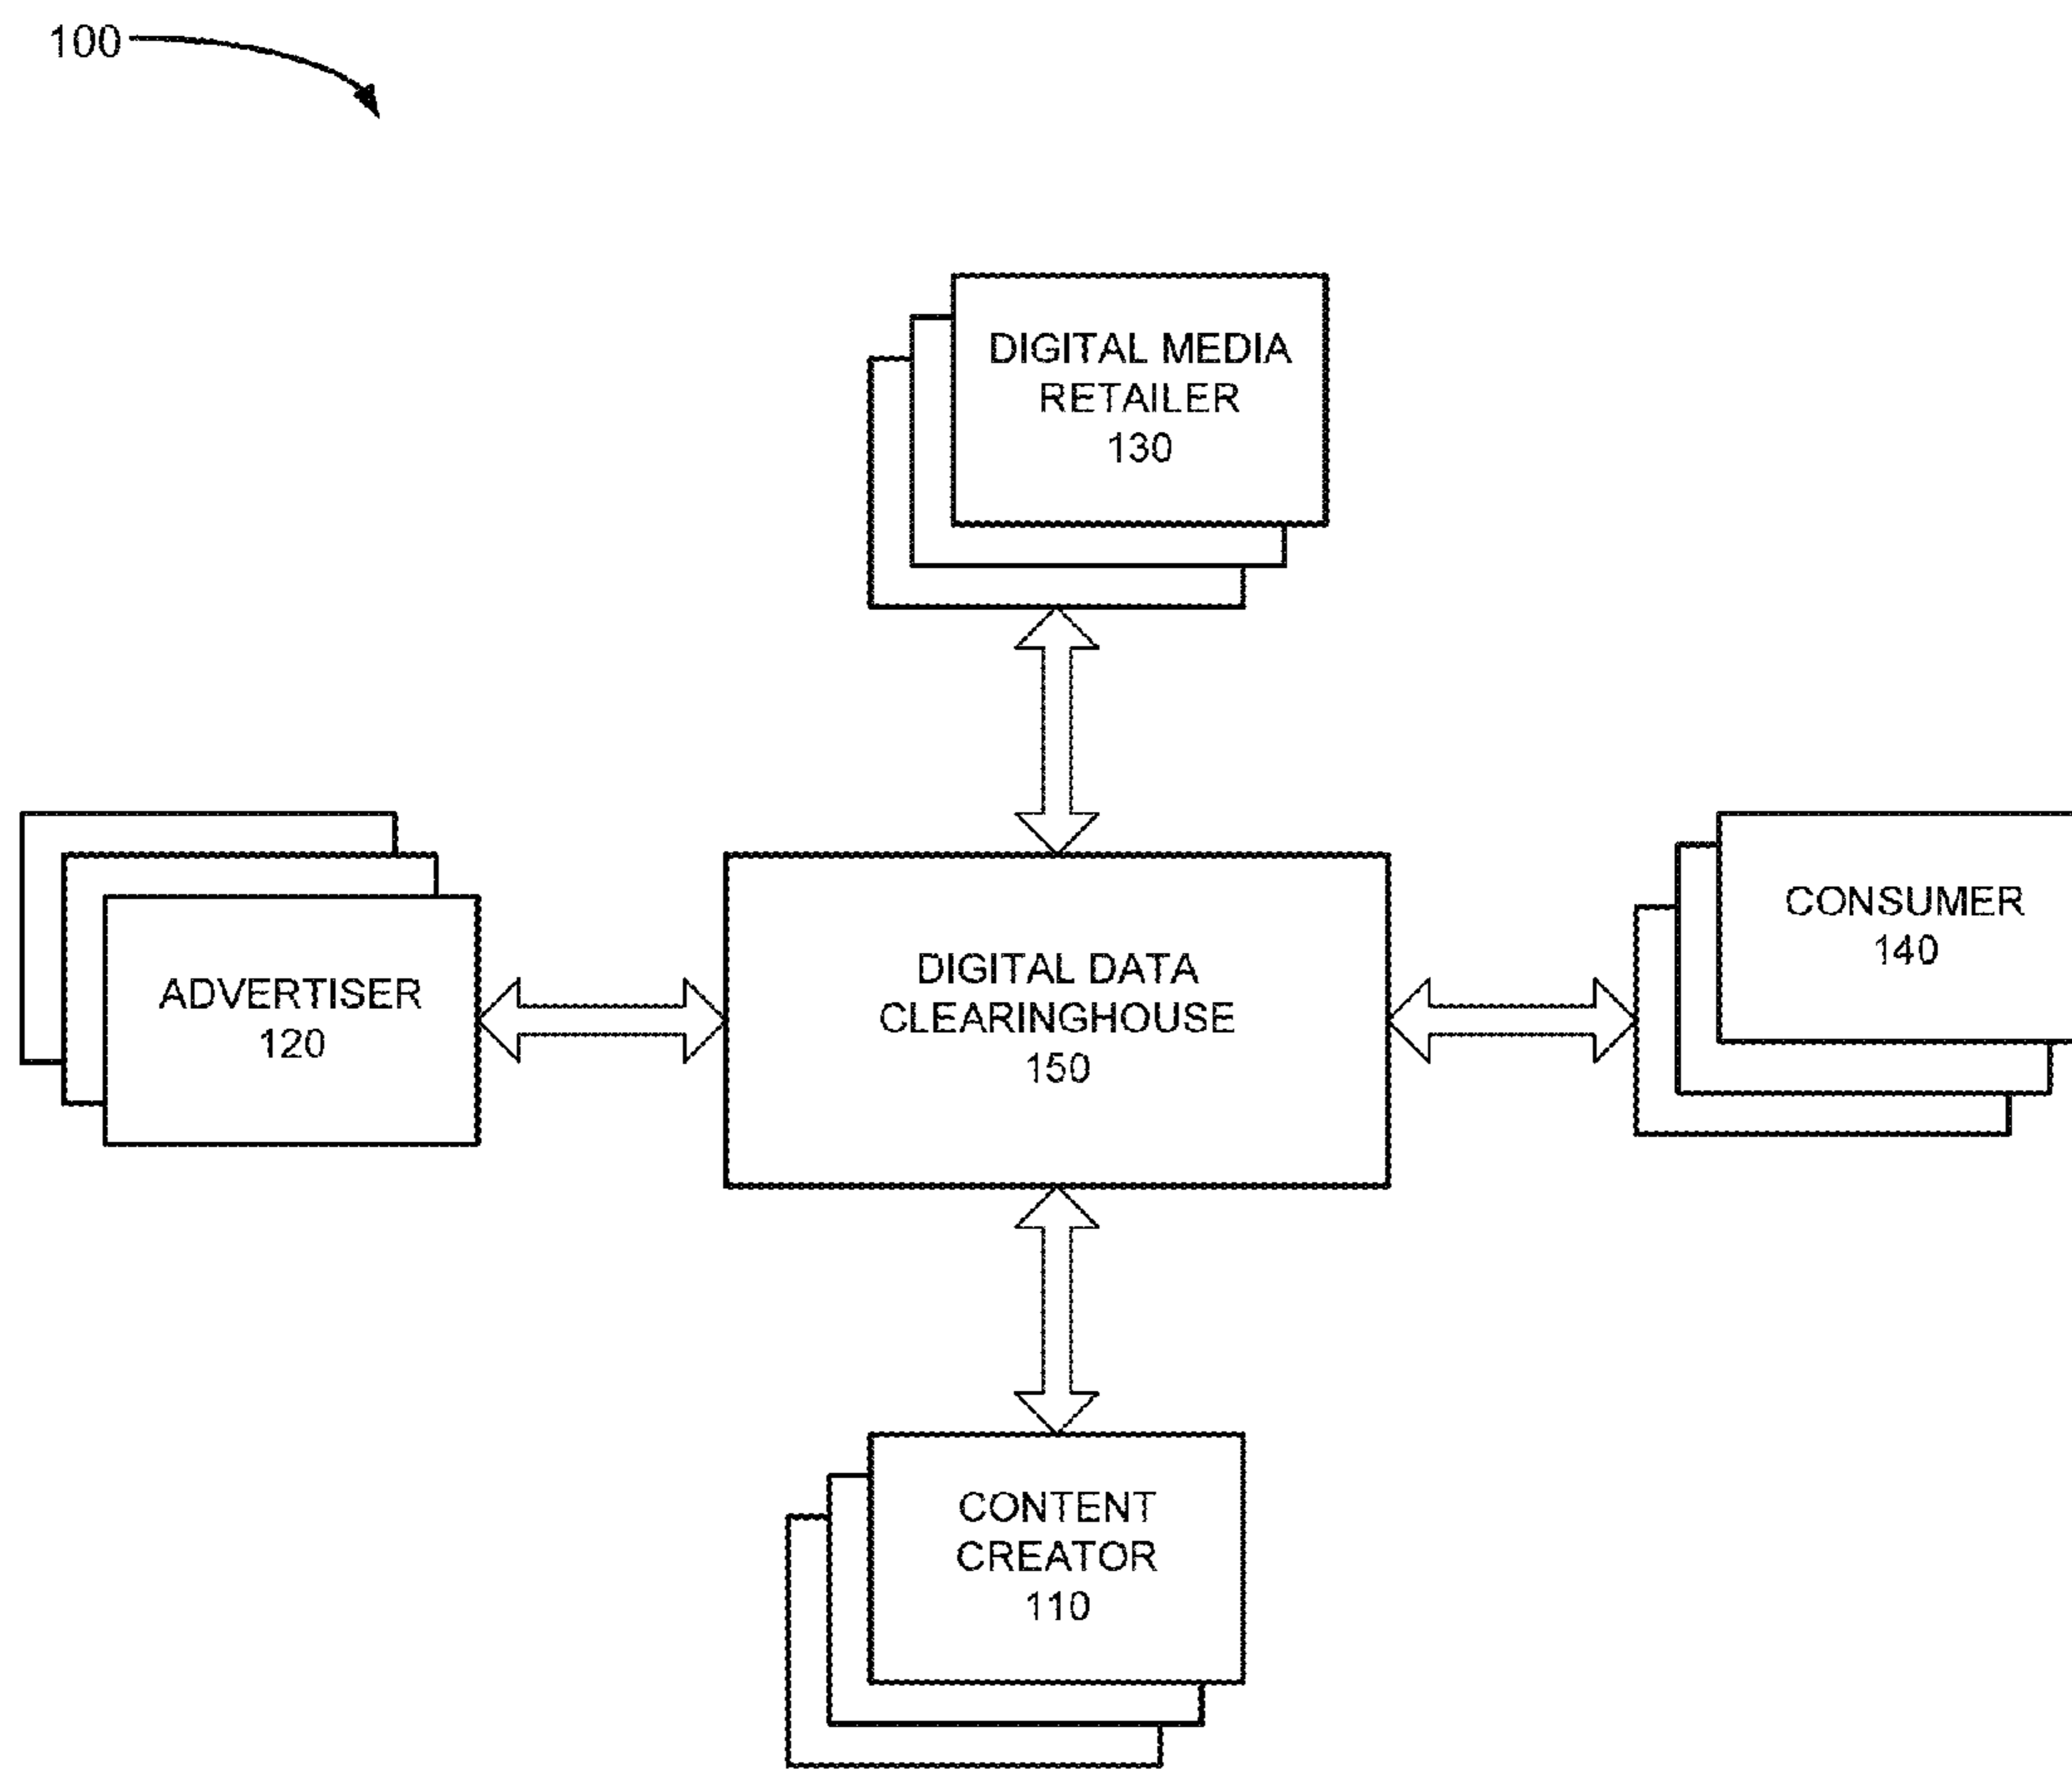 100
DIGITAL MEDIA
RETAILER
130
ADVERTISER
120
DIGITAL DATA
CLEARINGHOUSE
150
CONSUMER
140
CONTENT
CREATOR
110